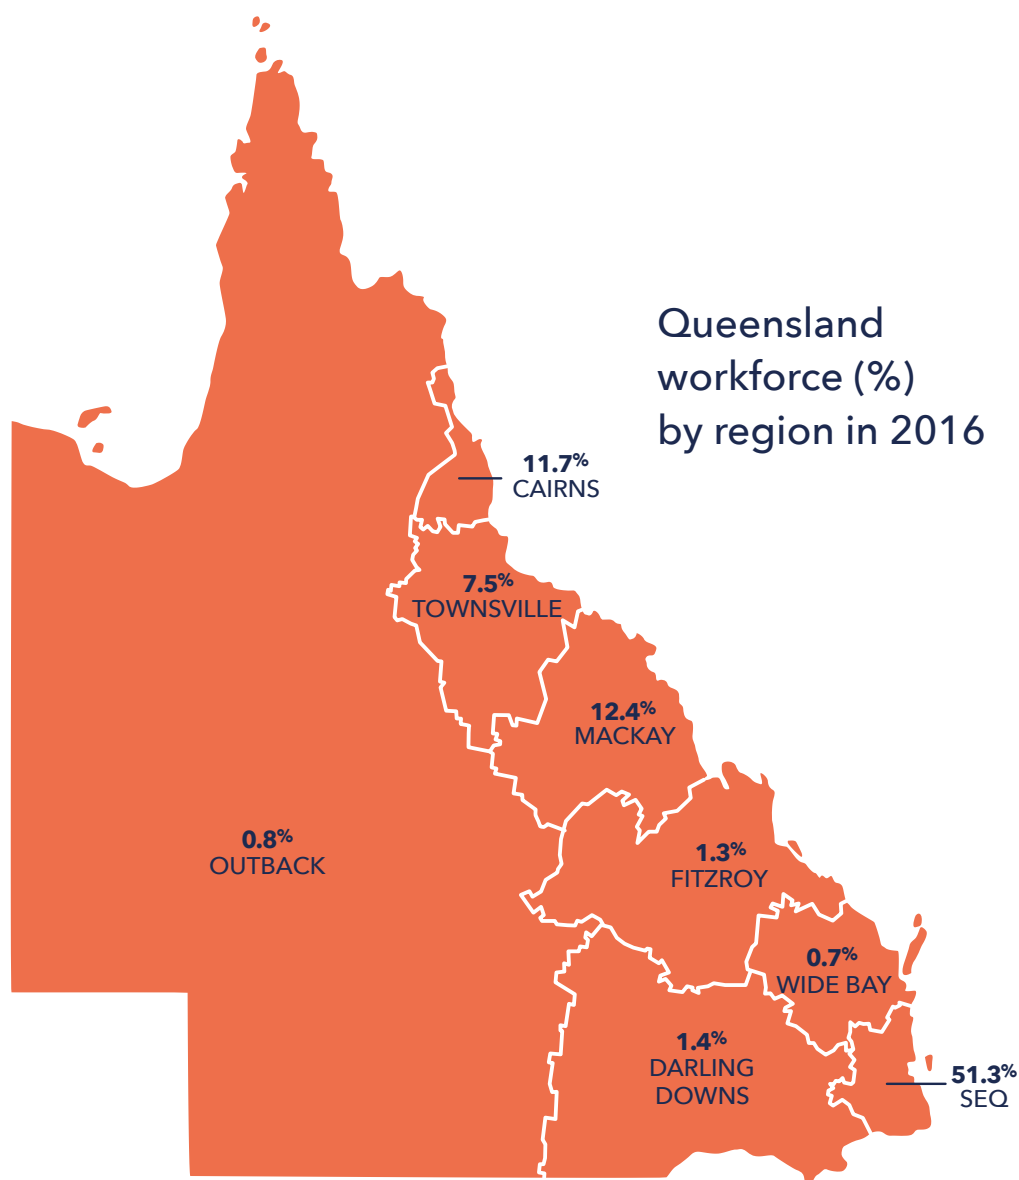 Queensland
workforce (%)
by region in 2016
11.7%
CAIRNS
7.5%
TOWNSVILLE
12.4%
MACKAY
0.8%
OUTBACK
1.3%
FITZROY
0.7%
WIDE BAY
1.4%
DARLING
DOWNS
51.3%
SEQ